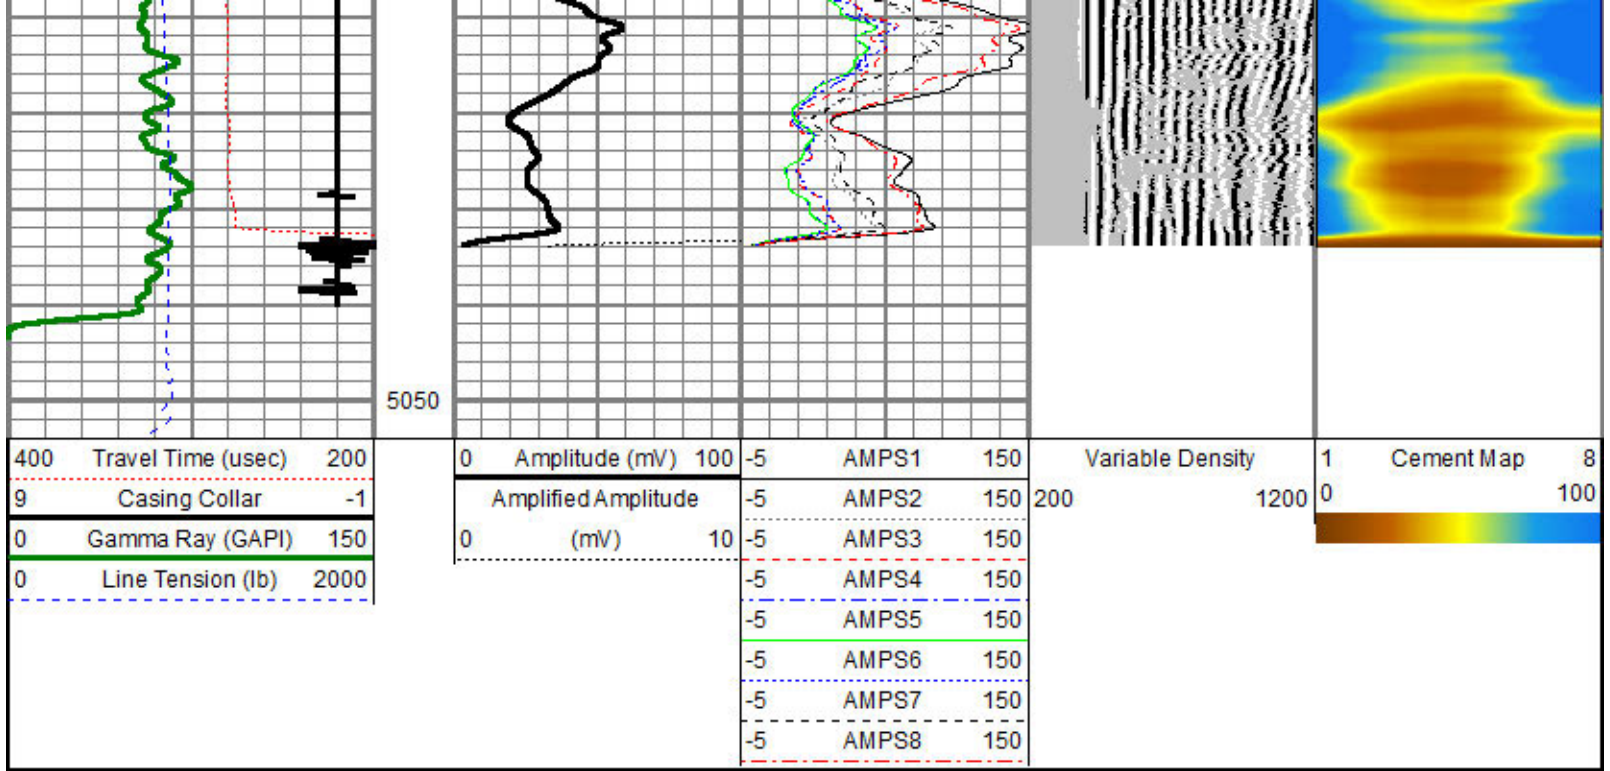 5050
400 Travel Time (usec) 200
9 Casing Collar -1
0 Gamma Ray (GAPI) 150
0 Line Tension (lb) 2000
0 Amplitude (mV) 100
Amplified Amplitude
0 (mV) 10
-5 AMPS1 150
-5 AMPS2 150
-5 AMPS3 150
-5 AMPS4 150
-5 AMPS5 150
-5 AMPS6 150
-5 AMPS7 150
-5 AMPS8 150
Variable Density
200 1200
1 Cement Map 8
0 100